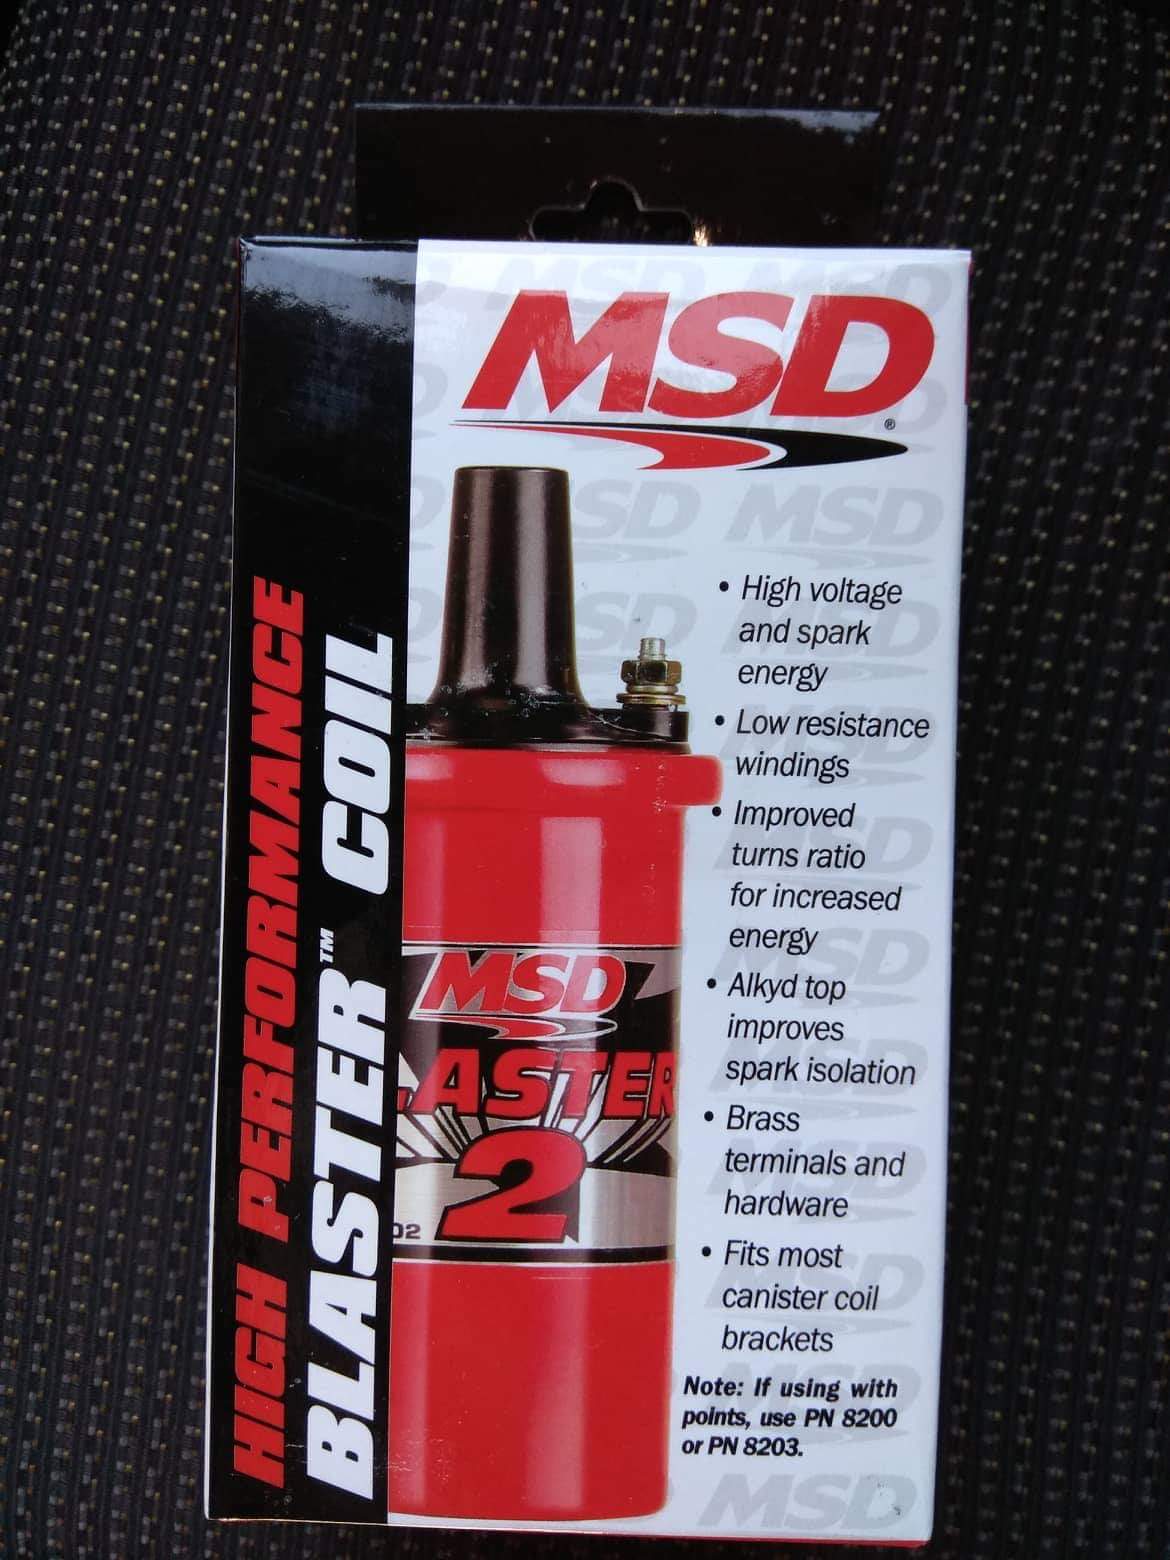 MSD
®
HIGH PERFORMANCE
BLASTER™ COIL
• High voltage
and spark
energy
• Low resistance
windings
• Improved
turns ratio
for increased
energy
• Alkyd top
improves
spark isolation
• Brass
terminals and
hardware
• Fits most
canister coil
brackets
Note: If using with
points, use PN 8200
or PN 8203.
MSD
LASTER
2
02